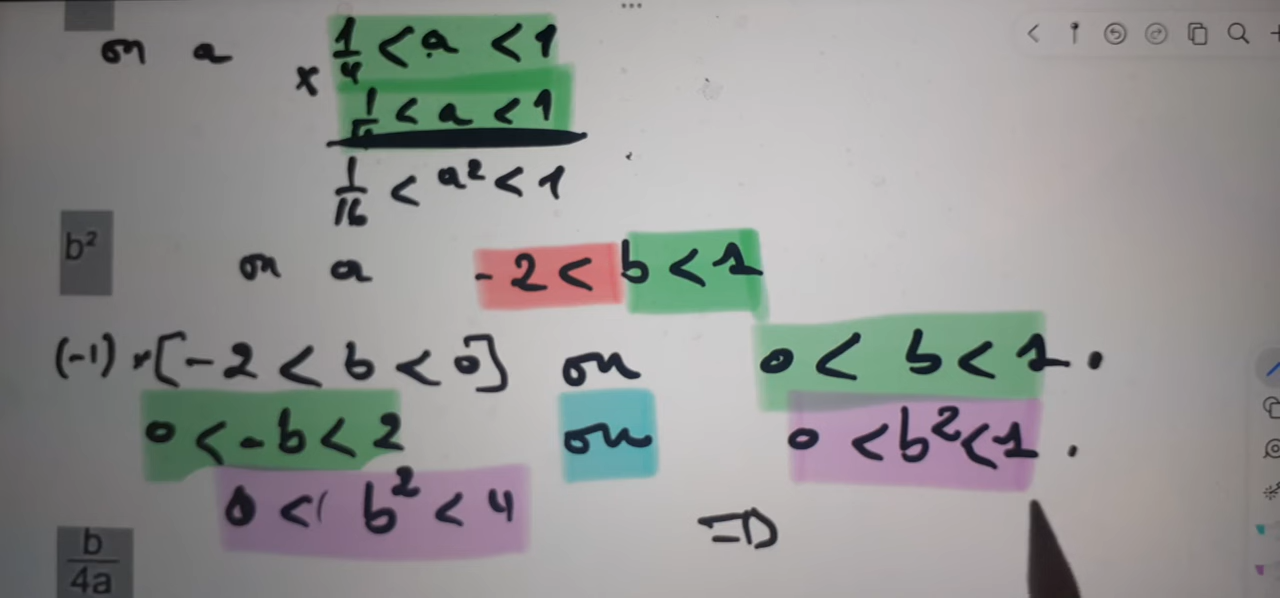 on a 1/4 < a < 1
x
1/4 < a < 1
1/16 < a² < 1
b²
on a -2 < b < 1
(-1) × [-2 < b < 0] ou 0 < b < 1.
0 < -b < 2 ou 0 < b² < 1.
0 < b² < 4 =>
b/4a